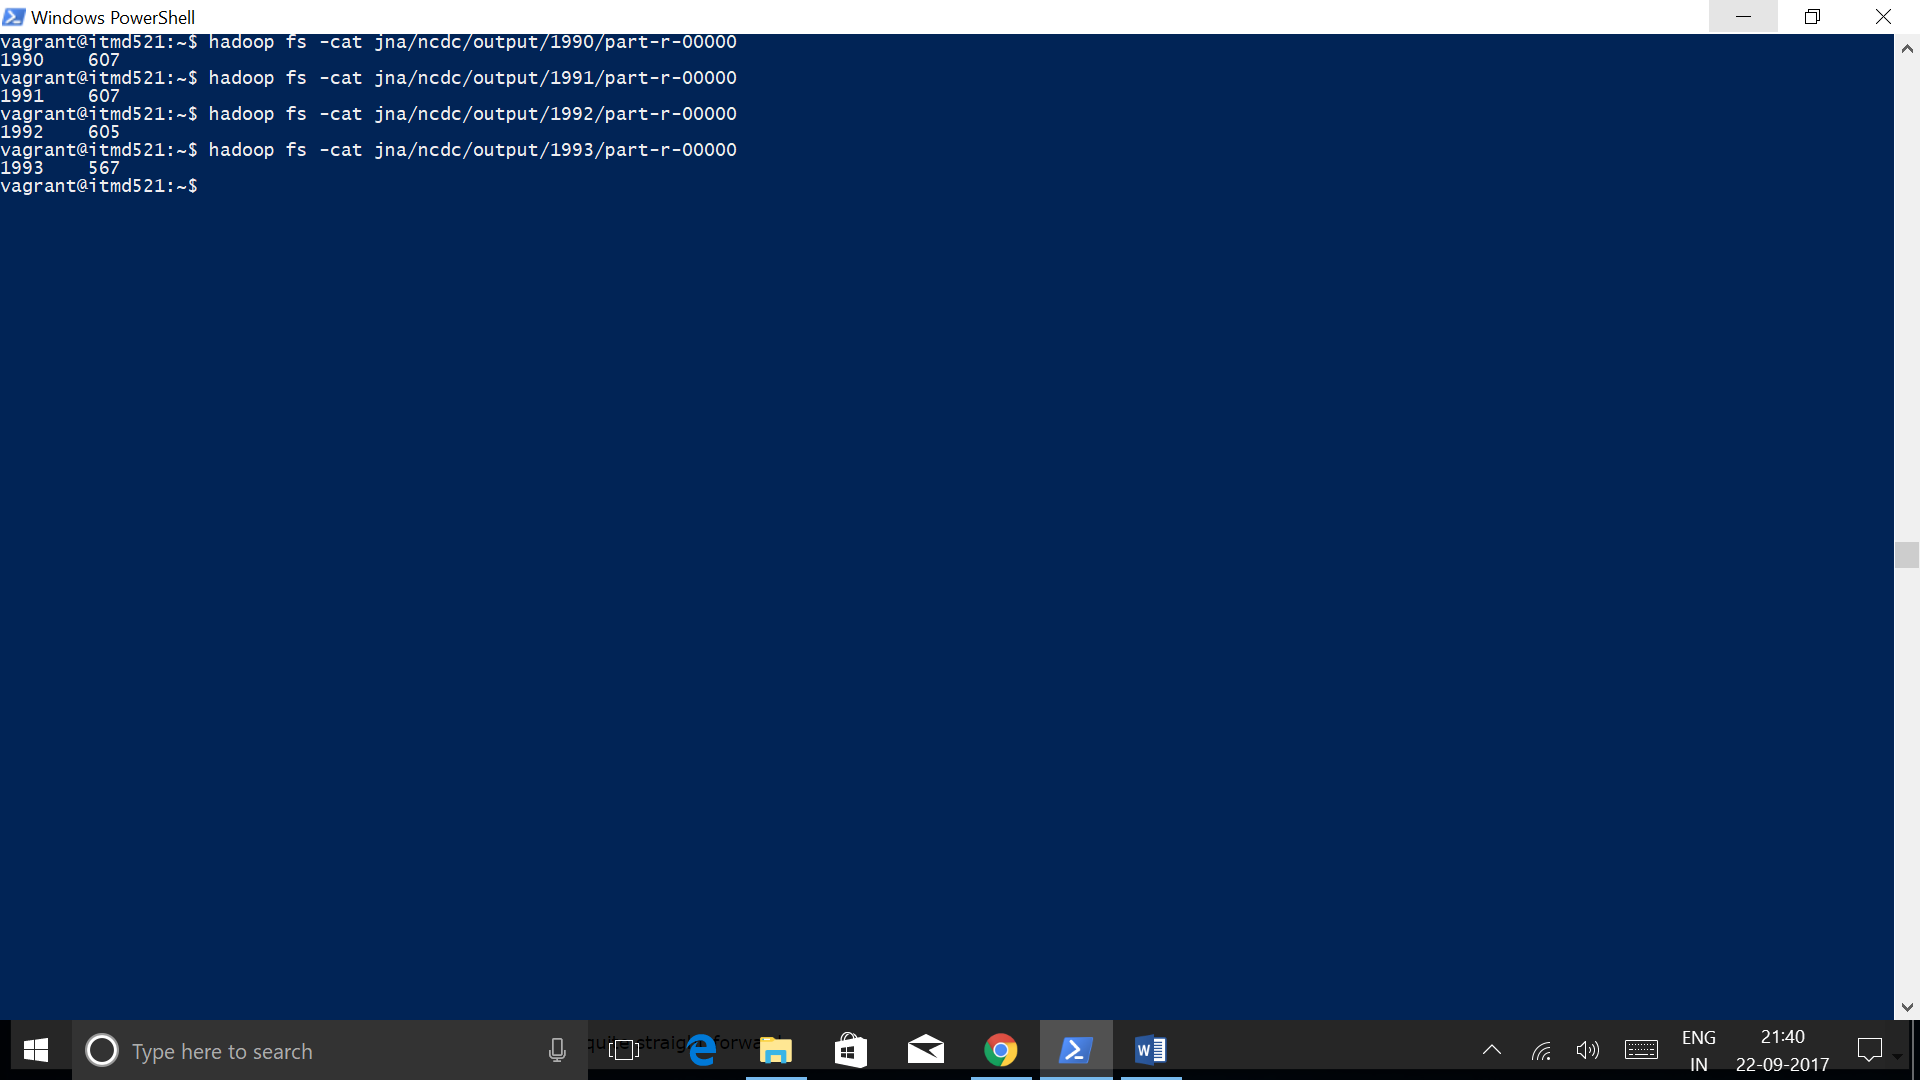 Windows PowerShell
vagrant@itmd521:~$ hadoop fs -cat jna/ncdc/output/1990/part-r-00000
1990    607
vagrant@itmd521:~$ hadoop fs -cat jna/ncdc/output/1991/part-r-00000
1991    607
vagrant@itmd521:~$ hadoop fs -cat jna/ncdc/output/1992/part-r-00000
1992    605
vagrant@itmd521:~$ hadoop fs -cat jna/ncdc/output/1993/part-r-00000
1993    567
vagrant@itmd521:~$
Type here to search
quite straight
ENG
IN
21:40
22-09-2017